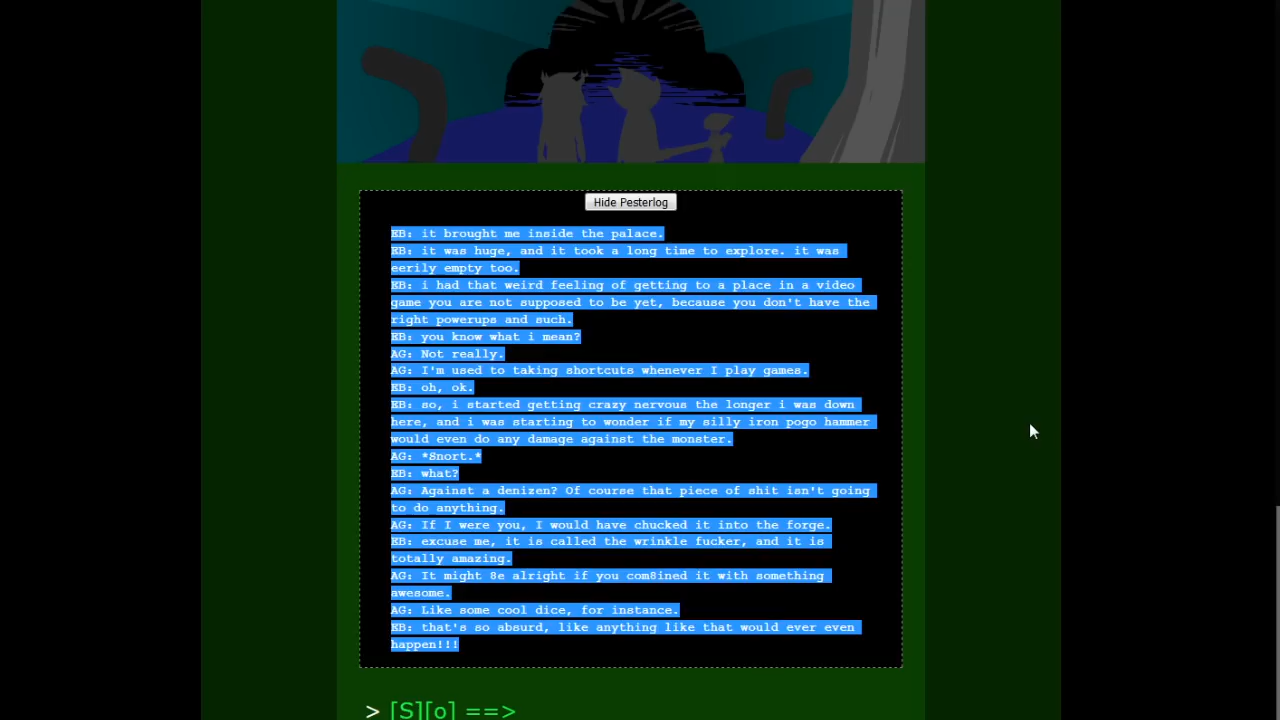 Hide Pesterlog
EB: it brought me inside the palace.
EB: it was huge, and it took a long time to explore. it was
eerily empty too.
EB: i had that weird feeling of getting to a place in a video
game you are not supposed to be yet, because you don't have the
right powerups and such.
EB: you know what i mean?
AG: Not really.
AG: I'm used to taking shortcuts whenever I play games.
EB: oh, ok.
EB: so, i started getting crazy nervous the longer i was down
here, and i was starting to wonder if my silly iron pogo hammer
would even do any damage against the monster.
AG: *Snort.*
EB: what?
AG: Against a denizen? Of course that piece of shit isn't going
to do anything.
AG: If I were you, I would have chucked it into the forge.
EB: excuse me, it is called the wrinkle fucker, and it is
totally amazing.
AG: It might 8e alright if you com8ined it with something
awesome.
AG: Like some cool dice, for instance.
EB: that's so absurd, like anything like that would ever even
happen!!!
> [S][o] ==>